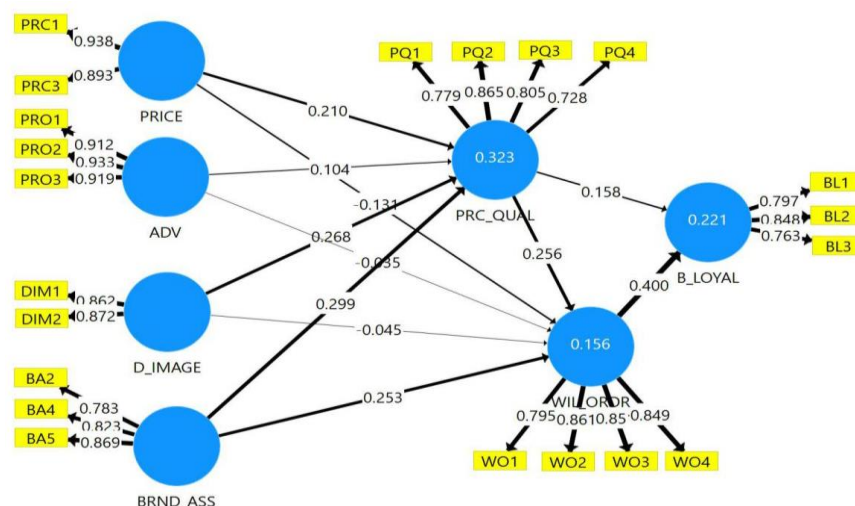 PRC1
0.938
PRC3
0.893
PRICE
PRO1
0.912
PRO2
0.933
PRO3
0.919
ADV
DIM1
0.862
DIM2
0.872
D_IMAGE
BA2
0.783
BA4
0.823
BA5
0.869
BRND_ASS
0.210
0.104
-0.131
0.268
-0.035
0.299
-0.045
0.253
PQ1
PQ2
PQ3
PQ4
0.779
0.865
0.805
0.728
0.323
PRC_QUAL
0.158
0.256
0.221
B_LOYAL
0.797
BL1
0.848
BL2
0.763
BL3
0.400
0.156
0.795
0.861
0.849
WO1
WO2
WO3
WO4